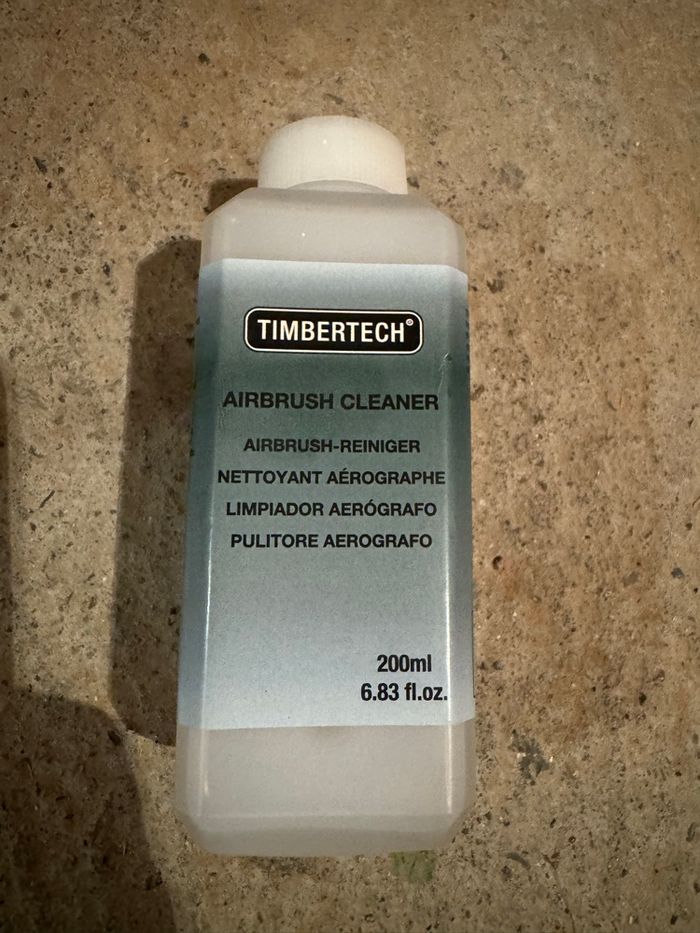 TIMBERTECH®
AIRBRUSH CLEANER
AIRBRUSH-REINIGER
NETTOYANT AÉROGRAPHE
LIMPIADOR AERÓGRAFO
PULITORE AEROGRAFO
200ml
6.83 fl.oz.